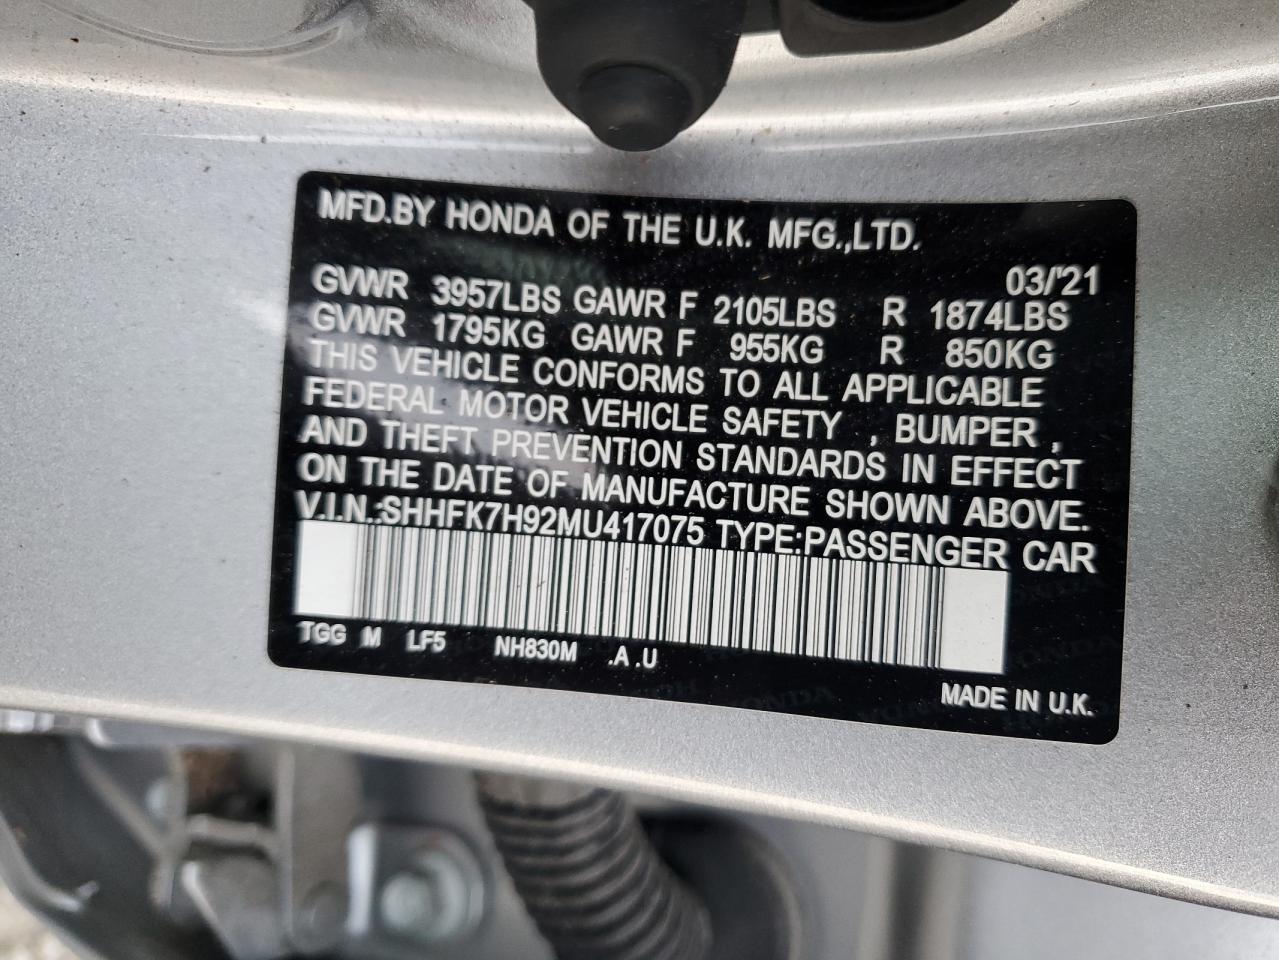 MFD.BY HONDA OF THE U.K. MFG.,LTD.
03/'21
GVWR 3957LBS GAWR F 2105LBS R 1874LBS
GVWR 1795KG GAWR F 955KG R 850KG
THIS VEHICLE CONFORMS TO ALL APPLICABLE
FEDERAL MOTOR VEHICLE SAFETY , BUMPER ,
AND THEFT PREVENTION STANDARDS IN EFFECT
ON THE DATE OF MANUFACTURE SHOWN ABOVE.
V.I.N.:SHHFK7H92MU417075 TYPE:PASSENGER CAR
TGG M LF5 NH830M .A .U
MADE IN U.K.